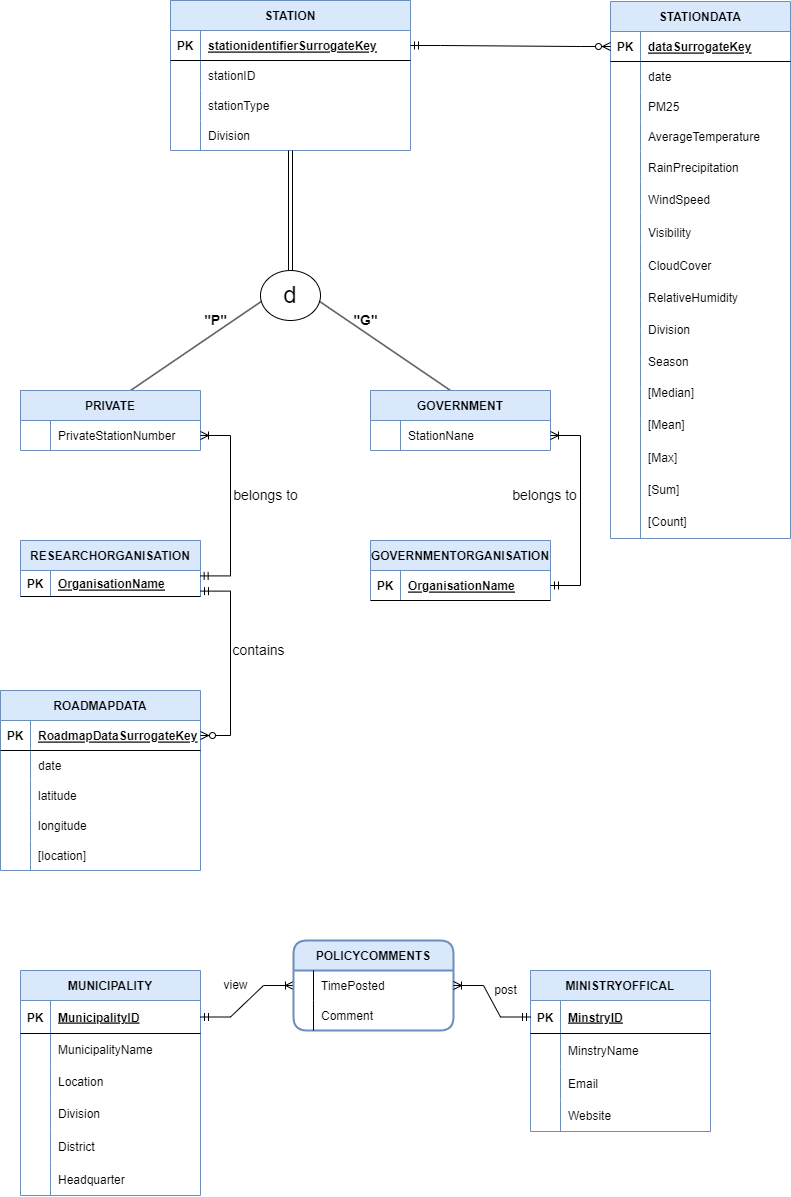 STATION
PK stationidentifierSurrogateKey
stationID
stationType
Division
STATIONDATA
PK dataSurrogateKey
date
PM25
AverageTemperature
RainPrecipitation
WindSpeed
Visibility
CloudCover
RelativeHumidity
Division
Season
[Median]
[Mean]
[Max]
[Sum]
[Count]
d
"P"
"G"
PRIVATE
PrivateStationNumber
GOVERNMENT
StationNane
belongs to
belongs to
RESEARCHORGANISATION
PK OrganisationName
GOVERNMENTORGANISATION
PK OrganisationName
contains
ROADMAPDATA
PK RoadmapDataSurrogateKey
date
latitude
longitude
[location]
MUNICIPALITY
PK MunicipalityID
MunicipalityName
Location
Division
District
Headquarter
view
POLICYCOMMENTS
TimePosted
Comment
post
MINISTRYOFFICAL
PK MinstryID
MinstryName
Email
Website